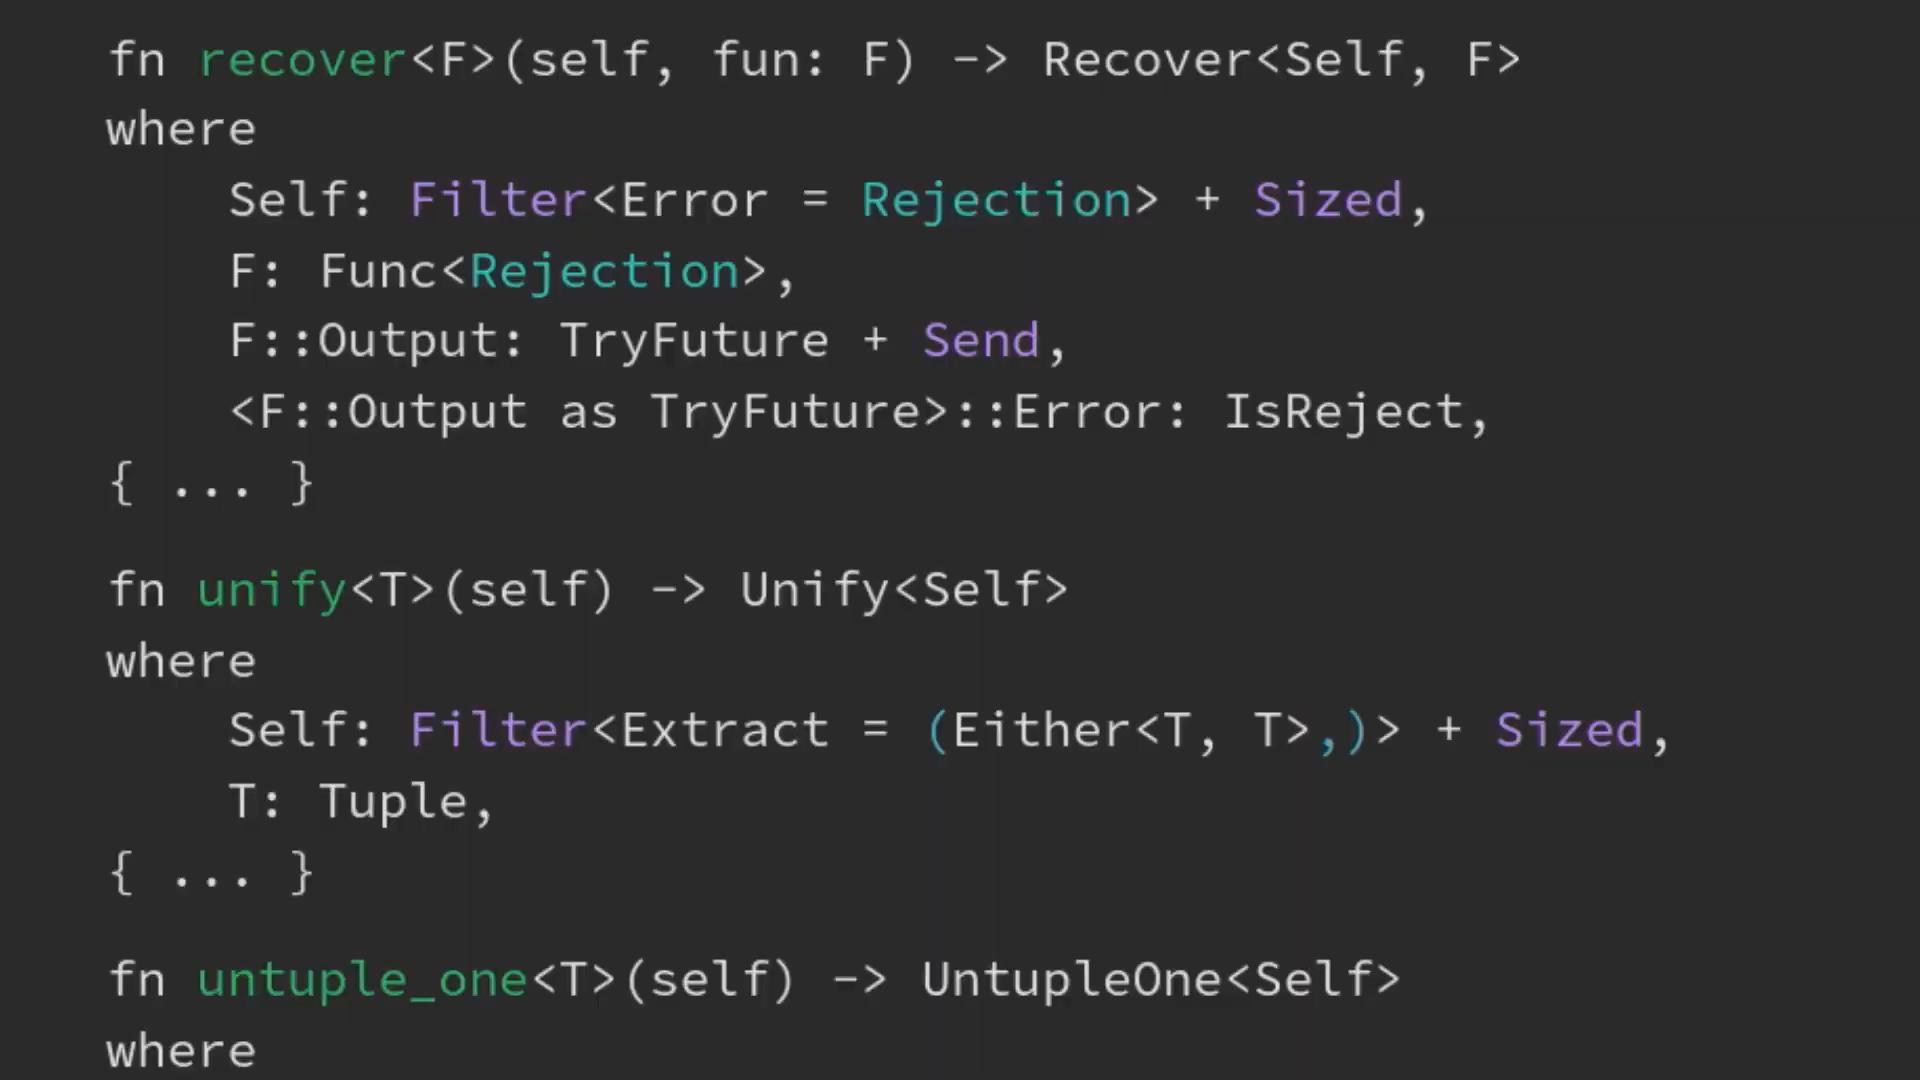 fn recover<F>(self, fun: F) -> Recover<Self, F>
where
    Self: Filter<Error = Rejection> + Sized,
    F: Func<Rejection>,
    F::Output: TryFuture + Send,
    <F::Output as TryFuture>::Error: IsReject,
{ ... }
fn unify<T>(self) -> Unify<Self>
where
    Self: Filter<Extract = (Either<T, T>,)> + Sized,
    T: Tuple,
{ ... }
fn untuple_one<T>(self) -> UntupleOne<Self>
where